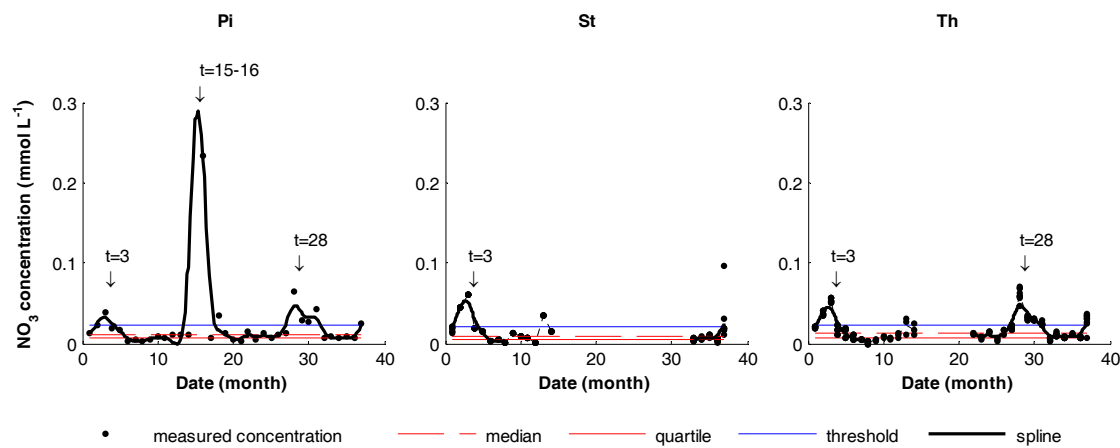 Pi St Th
t=15-16
0.3 0.3 0.3
0.2 0.2 0.2
t=28 t=28
t=3 t=3 t=3
0.1 0.1 0.1
0 0 0
0 10 20 30 40 0 10 20 30 40 0 10 20 30 40
Date (month) Date (month) Date (month)
NO3 concentration (mmol L-1)
measured concentration median quartile threshold spline